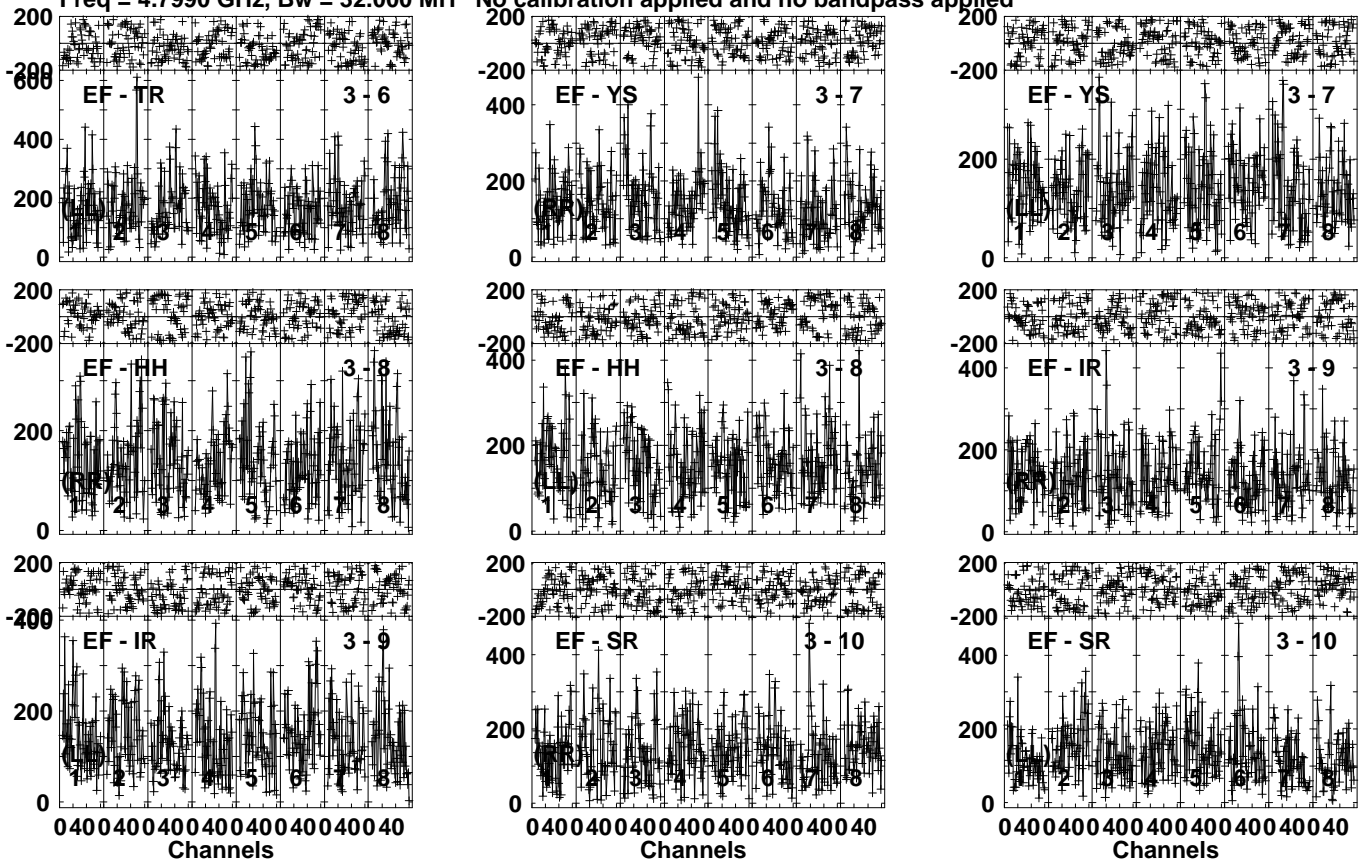 Freq = 4.7990 GHz, Bw = 32.000 MH No calibration applied and no bandpass applied
200 200 200
-200 -200 -200
600
EF - TR 3 - 6 EF - YS 3 - 7 EF - YS 3 - 7
400 400
200 200 200
(LL) (RR) (LL)
1 2 3 4 5 6 7 8 1 2 3 4 5 6 7 8 1 2 3 4 5 6 7 8
0 0 0
200 200 200
-200 -200 -200
EF - HH 3 - 8 EF - HH 3 - 8 EF - IR 3 - 9
400 400
200 200 200
(RR) (LL) (RR)
1 2 3 4 5 6 7 8 1 2 3 4 5 6 7 8 1 2 3 4 5 6 7 8
0 0 0
200 200 200
-200 -200 -200
400
EF - IR 3 - 9 EF - SR 3 - 10 EF - SR 3 - 10
400 400
200 200 200
(LL) (RR) (LL)
1 2 3 4 5 6 7 8 1 2 3 4 5 6 7 8 1 2 3 4 5 6 7 8
0 0 0
0 40 0 40 0 40 0 40 0 40 0 40 0 40 0 40 0 40 0 40 0 40 0 40 0 40 0 40 0 40 0 40 0 40 0 40 0 40 0 40 0 40 0 40 0 40 0 40
Channels Channels Channels